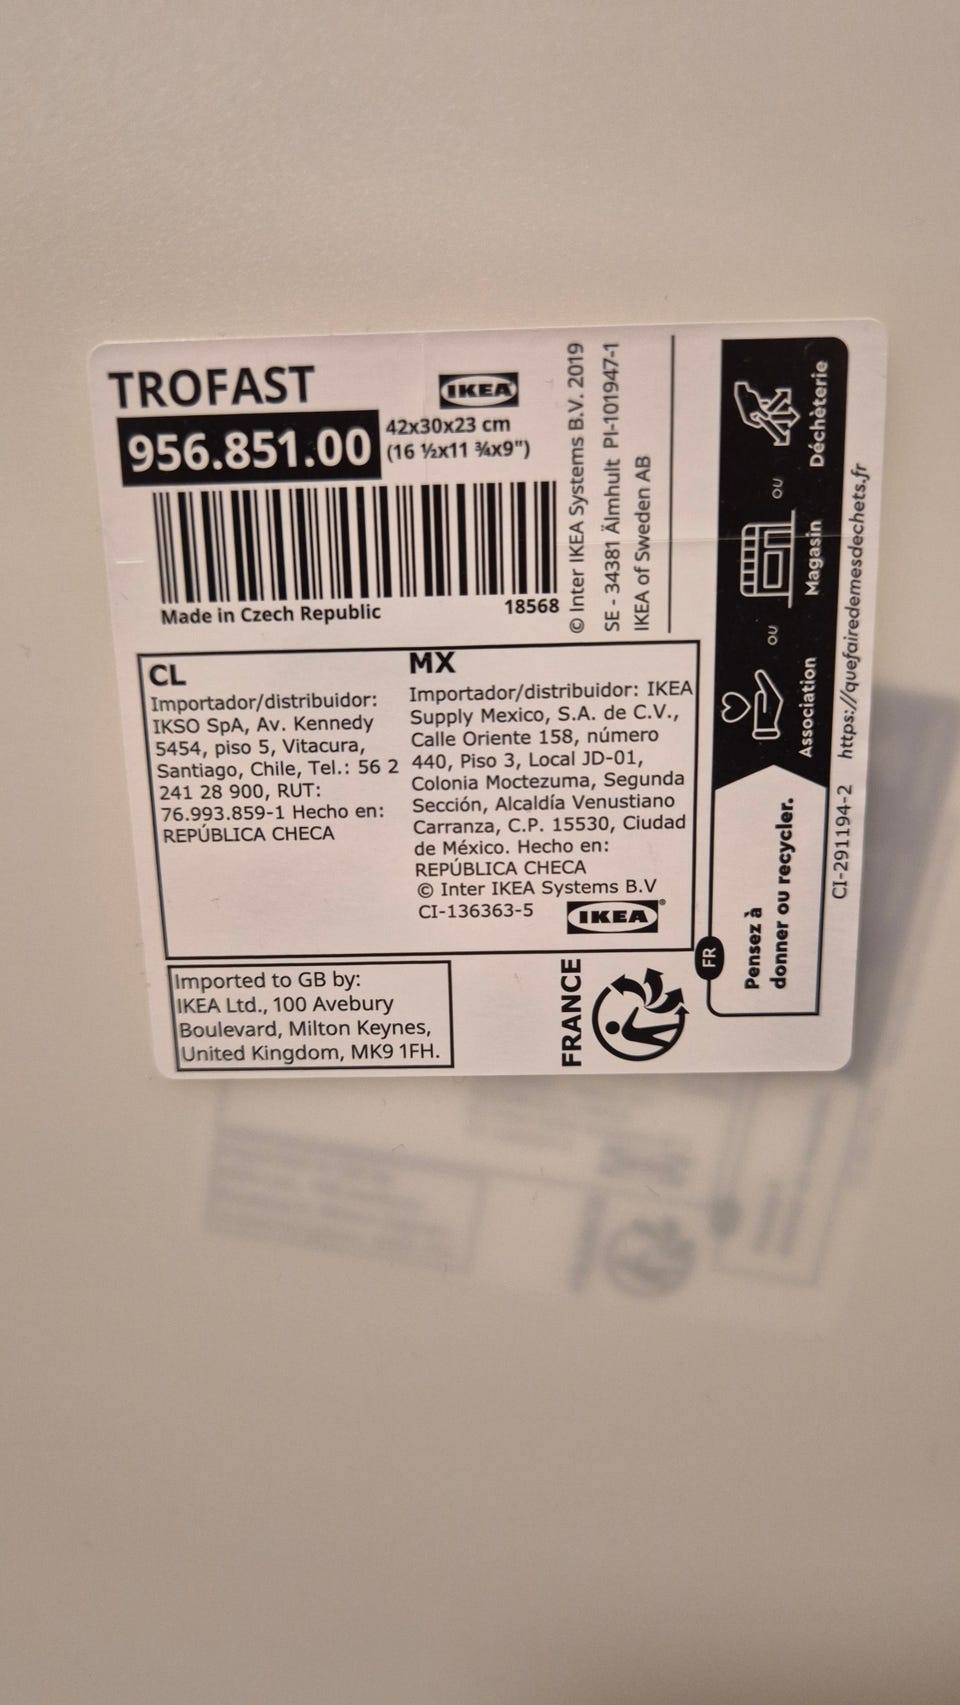 TROFAST
IKEA
956.851.00
42x30x23 cm
(16 ½x11 ¾x9")
Made in Czech Republic
18568
© Inter IKEA Systems B.V. 2019
SE - 34381 Älmhult PI-101947-1
IKEA of Sweden AB
CL
Importador/distribuidor:
IKSO SpA, Av. Kennedy
5454, piso 5, Vitacura,
Santiago, Chile, Tel.: 56 2
241 28 900, RUT:
76.993.859-1 Hecho en:
REPÚBLICA CHECA
MX
Importador/distribuidor: IKEA
Supply Mexico, S.A. de C.V.,
Calle Oriente 158, número
440, Piso 3, Local JD-01,
Colonia Moctezuma, Segunda
Sección, Alcaldía Venustiano
Carranza, C.P. 15530, Ciudad
de México. Hecho en:
REPÚBLICA CHECA
© Inter IKEA Systems B.V
CI-136363-5
IKEA®
Imported to GB by:
IKEA Ltd., 100 Avebury
Boulevard, Milton Keynes,
United Kingdom, MK9 1FH.
FRANCE
FR
Pensez à
donner ou recycler.
Association
ou
Magasin
ou
Déchèterie
CI-291194-2 https://quefairedemesdechets.fr